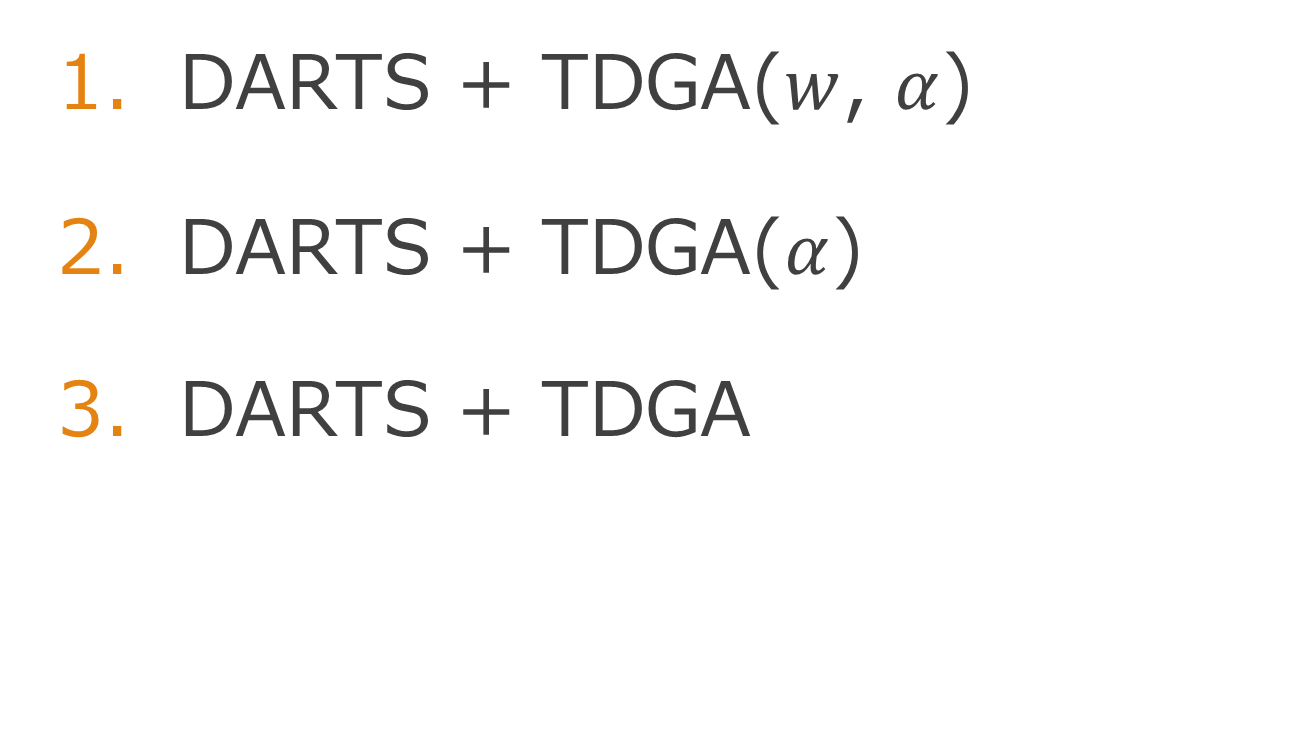 1. DARTS + TDGA(𝑤, 𝛼)
2. DARTS + TDGA(𝛼)
3. DARTS + TDGA